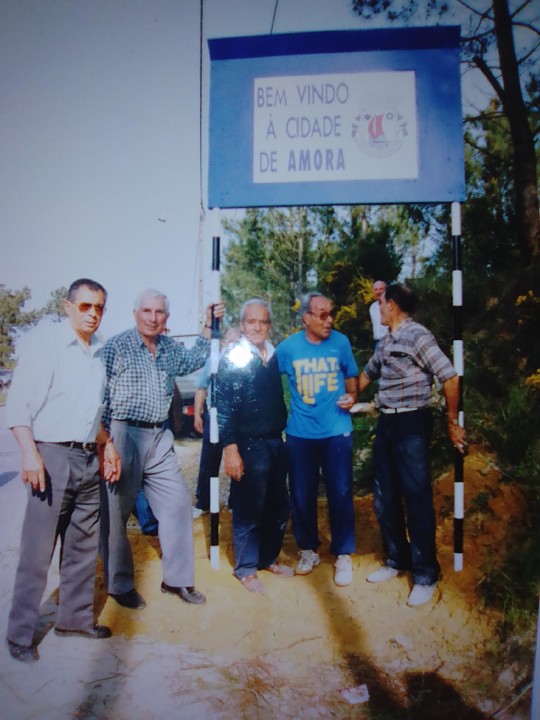 BEM VINDO
À CIDADE
DE AMORA
THAT
LIFE